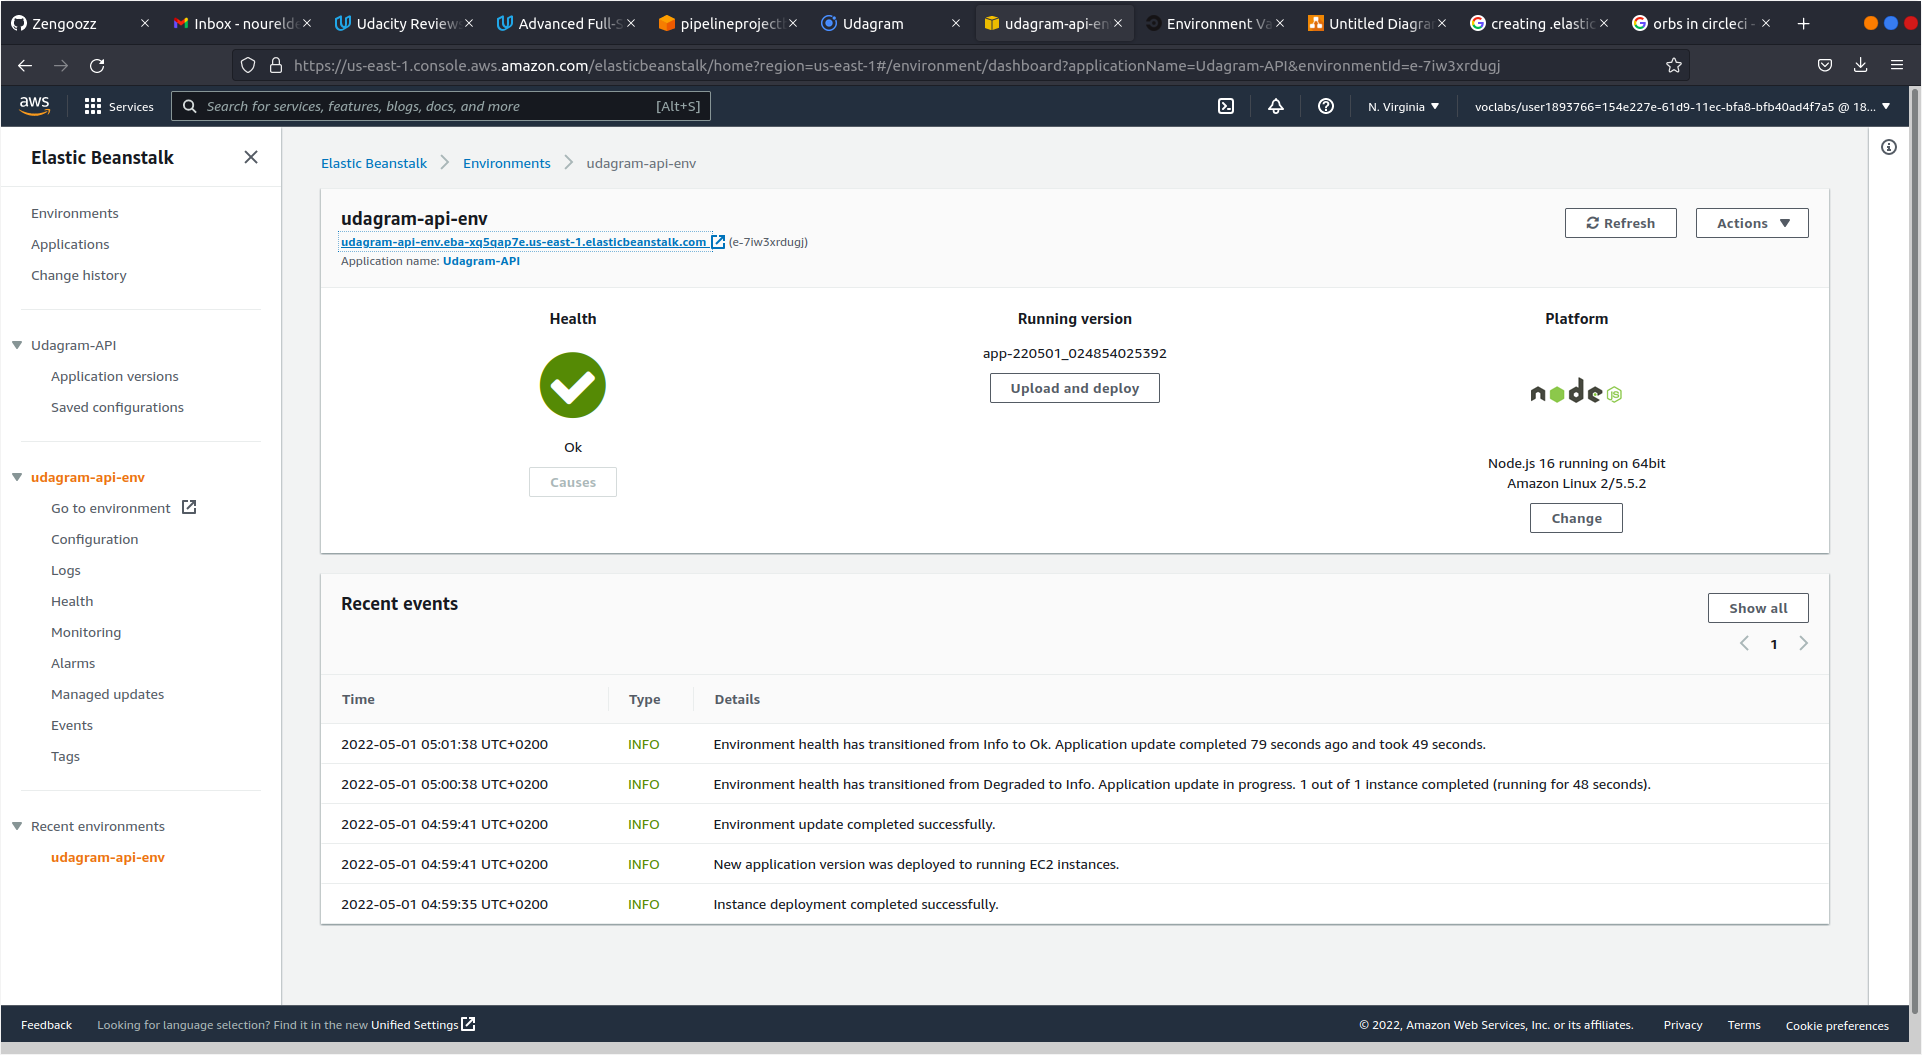 Zengoozz
Inbox - nourelde
Udacity Reviews
Advanced Full-S
pipelineproject
Udagram
udagram-api-en
Environment Va
Untitled Diagra
creating .elastic
orbs in circleci -
https://us-east-1.console.aws.amazon.com/elasticbeanstalk/home?region=us-east-1#/environment/dashboard?applicationName=Udagram-API&environmentId=e-7iw3xrdugj
aws
Services
Search for services, features, blogs, docs, and more
[Alt+S]
N. Virginia
voclabs/user1893766=154e227e-61d9-11ec-bfa8-bfb40ad4f7a5 @ 18...
Elastic Beanstalk
Environments
Applications
Change history
Udagram-API
Application versions
Saved configurations
udagram-api-env
Go to environment
Configuration
Logs
Health
Monitoring
Alarms
Managed updates
Events
Tags
Recent environments
udagram-api-env
Elastic Beanstalk
Environments
udagram-api-env
udagram-api-env
udagram-api-env.eba-xq5qap7e.us-east-1.elasticbeanstalk.com (e-7iw3xrdugj)
Application name: Udagram-API
Refresh
Actions
Health
Ok
Causes
Running version
app-220501_024854025392
Upload and deploy
Platform
node
JS
Node.js 16 running on 64bit
Amazon Linux 2/5.5.2
Change
Recent events
Show all
1
Time Type Details
2022-05-01 05:01:38 UTC+0200 INFO Environment health has transitioned from Info to Ok. Application update completed 79 seconds ago and took 49 seconds.
2022-05-01 05:00:38 UTC+0200 INFO Environment health has transitioned from Degraded to Info. Application update in progress. 1 out of 1 instance completed (running for 48 seconds).
2022-05-01 04:59:41 UTC+0200 INFO Environment update completed successfully.
2022-05-01 04:59:41 UTC+0200 INFO New application version was deployed to running EC2 instances.
2022-05-01 04:59:35 UTC+0200 INFO Instance deployment completed successfully.
Feedback
Looking for language selection? Find it in the new Unified Settings
© 2022, Amazon Web Services, Inc. or its affiliates.
Privacy
Terms
Cookie preferences